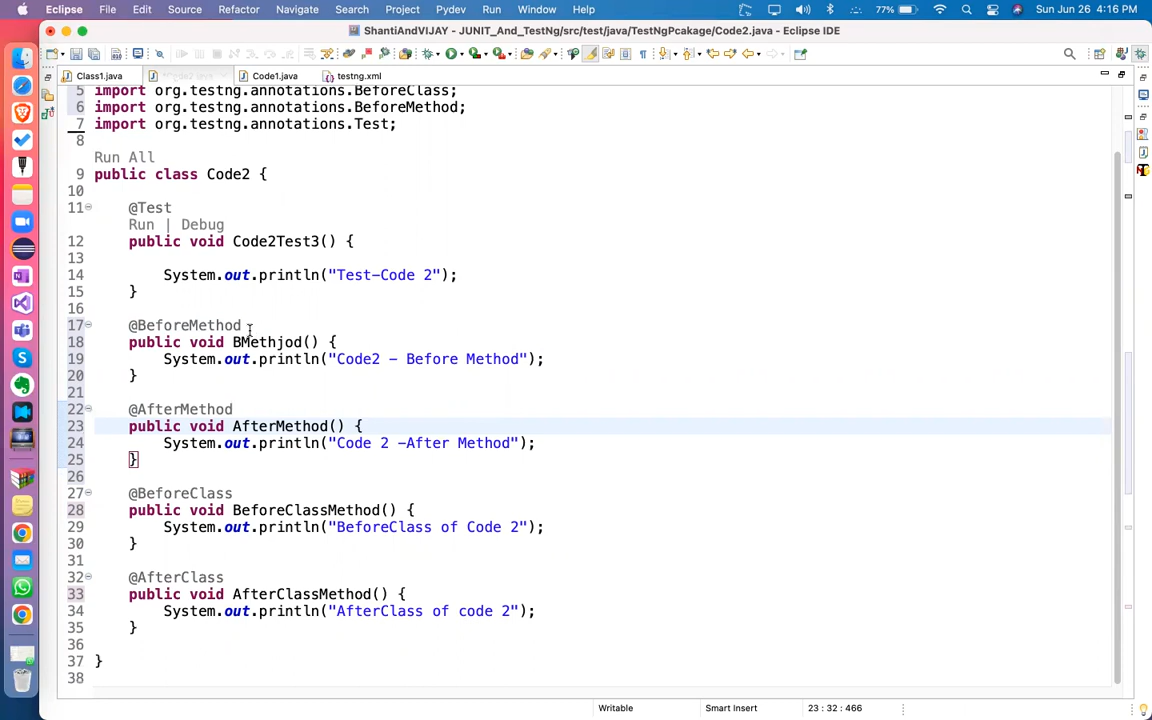 Eclipse File Edit Source Refactor Navigate Search Project Pydev Run Window Help 77% Sun Jun 26 4:16 PM
ShantiAndVIJAY - JUNIT_And_TestNg/src/test/java/TestNgPcakage/Code2.java - Eclipse IDE
Class1.java Code1.java testng.xml
5 import org.testng.annotations.BeforeClass;
6 import org.testng.annotations.BeforeMethod;
7 import org.testng.annotations.Test;
8
Run All
9 public class Code2 {
10
11 @Test
Run | Debug
12 public void Code2Test3() {
13
14 System.out.println("Test-Code 2");
15 }
16
17 @BeforeMethod
18 public void BMethjod() {
19 System.out.println("Code2 - Before Method");
20 }
21
22 @AfterMethod
23 public void AfterMethod() {
24 System.out.println("Code 2 -After Method");
25 }
26
27 @BeforeClass
28 public void BeforeClassMethod() {
29 System.out.println("BeforeClass of Code 2");
30 }
31
32 @AfterClass
33 public void AfterClassMethod() {
34 System.out.println("AfterClass of code 2");
35 }
36
37 }
38
Writable Smart Insert 23 : 32 : 466